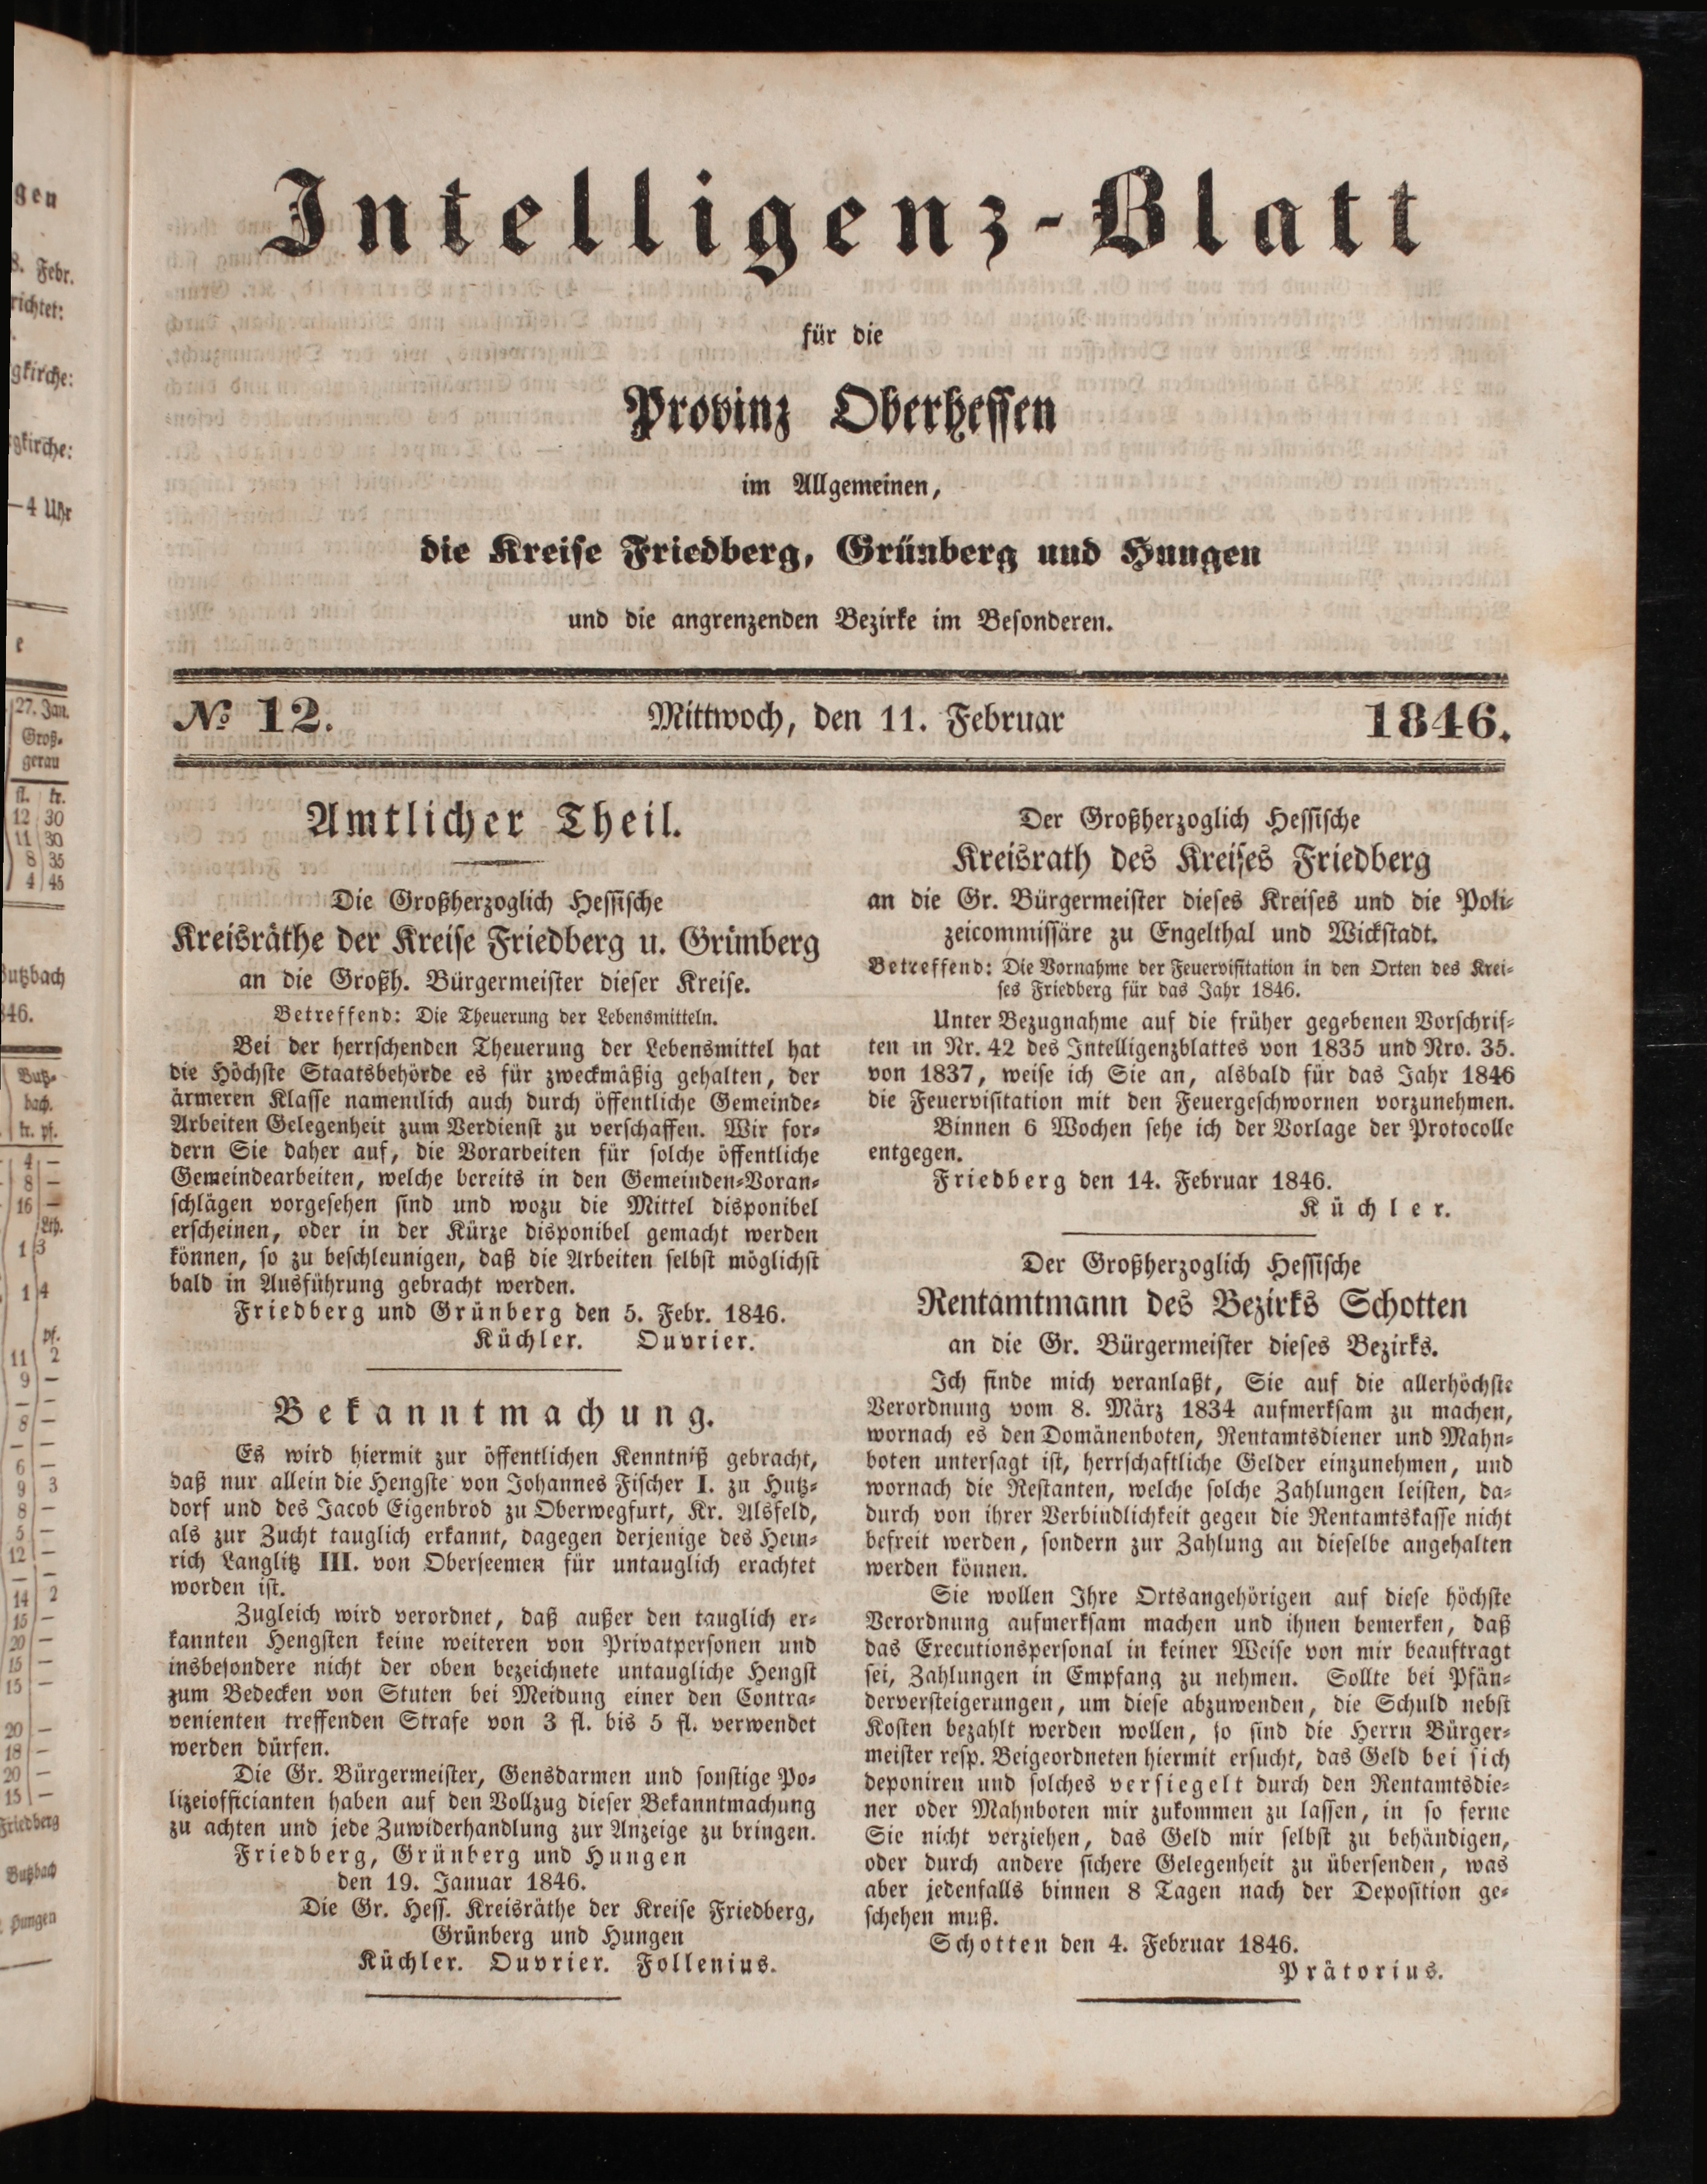 Intelligenz-Blatt
für die
Provinz Oberhessen
im Allgemeinen,
die Kreise Friedberg, Grünberg und Hungen
und die angrenzenden Bezirke im Besonderen.
№ 12. Mittwoch, den 11. Februar 1846.
Amtlicher Theil.
Die Großherzoglich Hessische
Kreisräthe der Kreise Friedberg u. Grünberg
an die Großh. Bürgermeister dieser Kreise.
Betreffend: Die Theuerung der Lebensmitteln.
Bei der herrschenden Theuerung der Lebensmittel hat
die Höchste Staatsbehörde es für zweckmäßig gehalten, der
ärmeren Klasse namentlich auch durch öffentliche Gemeinde-
Arbeiten Gelegenheit zum Verdienst zu verschaffen. Wir for-
dern Sie daher auf, die Vorarbeiten für solche öffentliche
Gemeindearbeiten, welche bereits in den Gemeinden-Voran-
schlägen vorgesehen sind und wozu die Mittel disponibel
erscheinen, oder in der Kürze disponibel gemacht werden
können, so zu beschleunigen, daß die Arbeiten selbst möglichst
bald in Ausführung gebracht werden.
Friedberg und Grünberg den 5. Febr. 1846.
Küchler. Ouvrier.
Bekanntmachung.
Es wird hiermit zur öffentlichen Kenntniß gebracht,
daß nur allein die Hengste von Johannes Fischer I. zu Hutz-
dorf und des Jacob Eigenbrod zu Oberwegfurt, Kr. Alsfeld,
als zur Zucht tauglich erkannt, dagegen derjenige des Hein-
rich Langlitz III. von Oberseemen für untauglich erachtet
worden ist.
Zugleich wird verordnet, daß außer den tauglich er-
kannten Hengsten keine weiteren von Privatpersonen und
insbesondere nicht der oben bezeichnete untaugliche Hengst
zum Bedecken von Stuten bei Meidung einer den Contra-
venienten treffenden Strafe von 3 fl. bis 5 fl. verwendet
werden dürfen.
Die Gr. Bürgermeister, Gensdarmen und sonstige Po-
lizeiofficianten haben auf den Vollzug dieser Bekanntmachung
zu achten und jede Zuwiderhandlung zur Anzeige zu bringen.
Friedberg, Grünberg und Hungen
den 19. Januar 1846.
Die Gr. Hess. Kreisräthe der Kreise Friedberg,
Grünberg und Hungen
Küchler. Ouvrier. Follenius.
Der Großherzoglich Hessische
Kreisrath des Kreises Friedberg
an die Gr. Bürgermeister dieses Kreises und die Poli-
zeicommissäre zu Engelthal und Wickstadt.
Betreffend: Die Vornahme der Feuervisitation in den Orten des Krei-
ses Friedberg für das Jahr 1846.
Unter Bezugnahme auf die früher gegebenen Vorschrif-
ten in Nr. 42 des Intelligenzblattes von 1835 und Nro. 35.
von 1837, weise ich Sie an, alsbald für das Jahr 1846
die Feuervisitation mit den Feuergeschwornen vorzunehmen.
Binnen 6 Wochen sehe ich der Vorlage der Protocolle
entgegen.
Friedberg den 14. Februar 1846.
Küchler.
Der Großherzoglich Hessische
Rentamtmann des Bezirks Schotten
an die Gr. Bürgermeister dieses Bezirks.
Ich finde mich veranlaßt, Sie auf die allerhöchste
Verordnung vom 8. März 1834 aufmerksam zu machen,
wornach es den Domänenboten, Rentamtsdiener und Mahn-
boten untersagt ist, herrschaftliche Gelder einzunehmen, und
wornach die Restanten, welche solche Zahlungen leisten, da-
durch von ihrer Verbindlichkeit gegen die Rentamtskasse nicht
befreit werden, sondern zur Zahlung an dieselbe angehalten
werden können.
Sie wollen Ihre Ortsangehörigen auf diese höchste
Verordnung aufmerksam machen und ihnen bemerken, daß
das Executionspersonal in keiner Weise von mir beauftragt
sei, Zahlungen in Empfang zu nehmen. Sollte bei Pfän-
derversteigerungen, um diese abzuwenden, die Schuld nebst
Kosten bezahlt werden wollen, so sind die Herrn Bürger-
meister resp. Beigeordneten hiermit ersucht, das Geld bei sich
deponiren und solches versiegelt durch den Rentamtsdie-
ner oder Mahnboten mir zukommen zu lassen, in so ferne
Sie nicht verziehen, das Geld mir selbst zu behändigen,
oder durch andere sichere Gelegenheit zu übersenden, was
aber jedenfalls binnen 8 Tagen nach der Deposition ge-
schehen muß.
Schotten den 4. Februar 1846.
Prätorius.